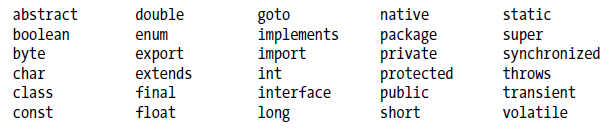 abstract double goto native static
boolean enum implements package super
byte export import private synchronized
char extends int protected throws
class final interface public transient
const float long short volatile